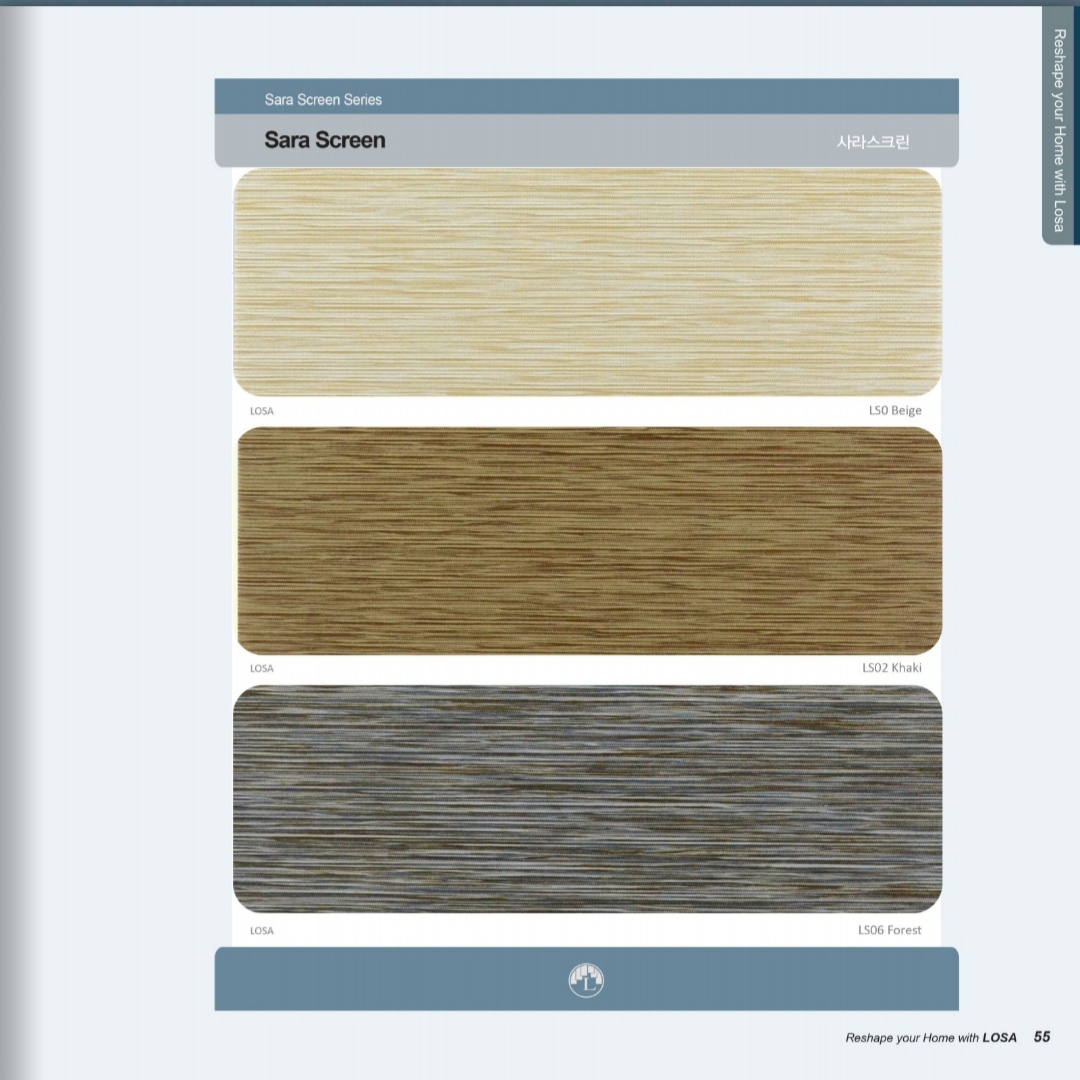 Reshape your Home with Losa
Sara Screen Series
Sara Screen
사라스크린
LOSA
LS0 Beige
LOSA
LS02 Khaki
LOSA
LS06 Forest
L
Reshape your Home with LOSA 55